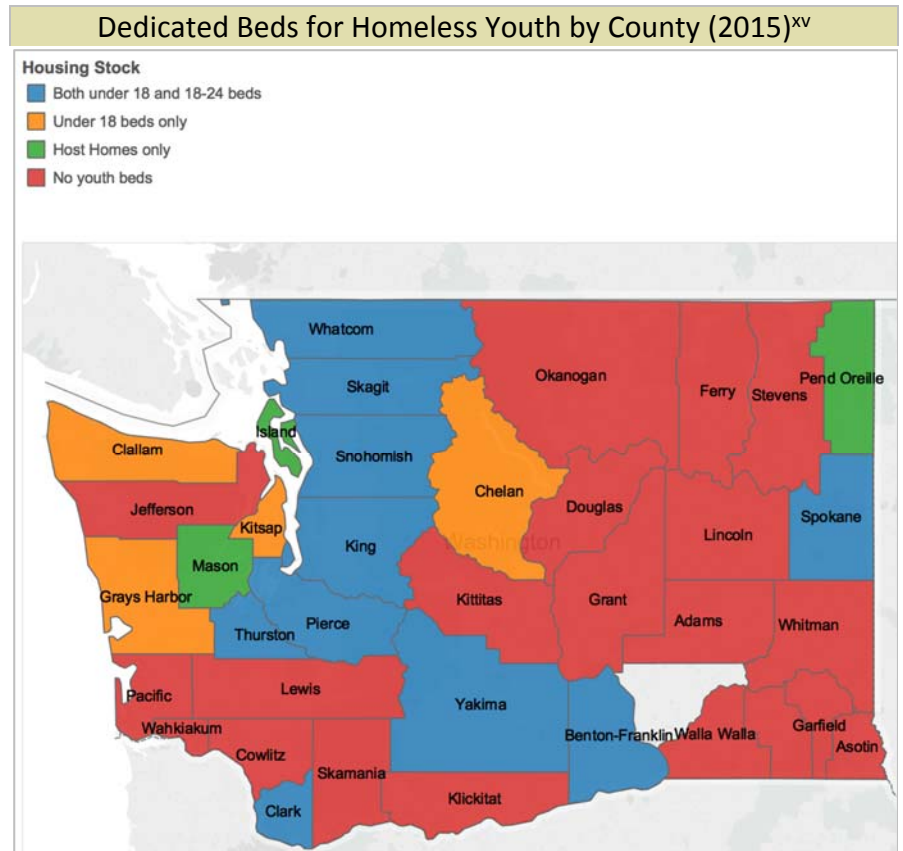 Dedicated Beds for Homeless Youth by County (2015)xv
Housing Stock
Both under 18 and 18-24 beds
Under 18 beds only
Host Homes only
No youth beds
Whatcom
Okanogan
Ferry
Stevens
Pend Oreille
Skagit
Island
Snohomish
Clallam
Chelan
Jefferson
Kitsap
Douglas
Lincoln
Spokane
King
Washington
Mason
Grays Harbor
Kittitas
Grant
Adams
Whitman
Thurston
Pierce
Pacific
Lewis
Yakima
Wahkiakum
Benton-Franklin
Walla Walla
Garfield
Asotin
Cowlitz
Skamania
Klickitat
Clark